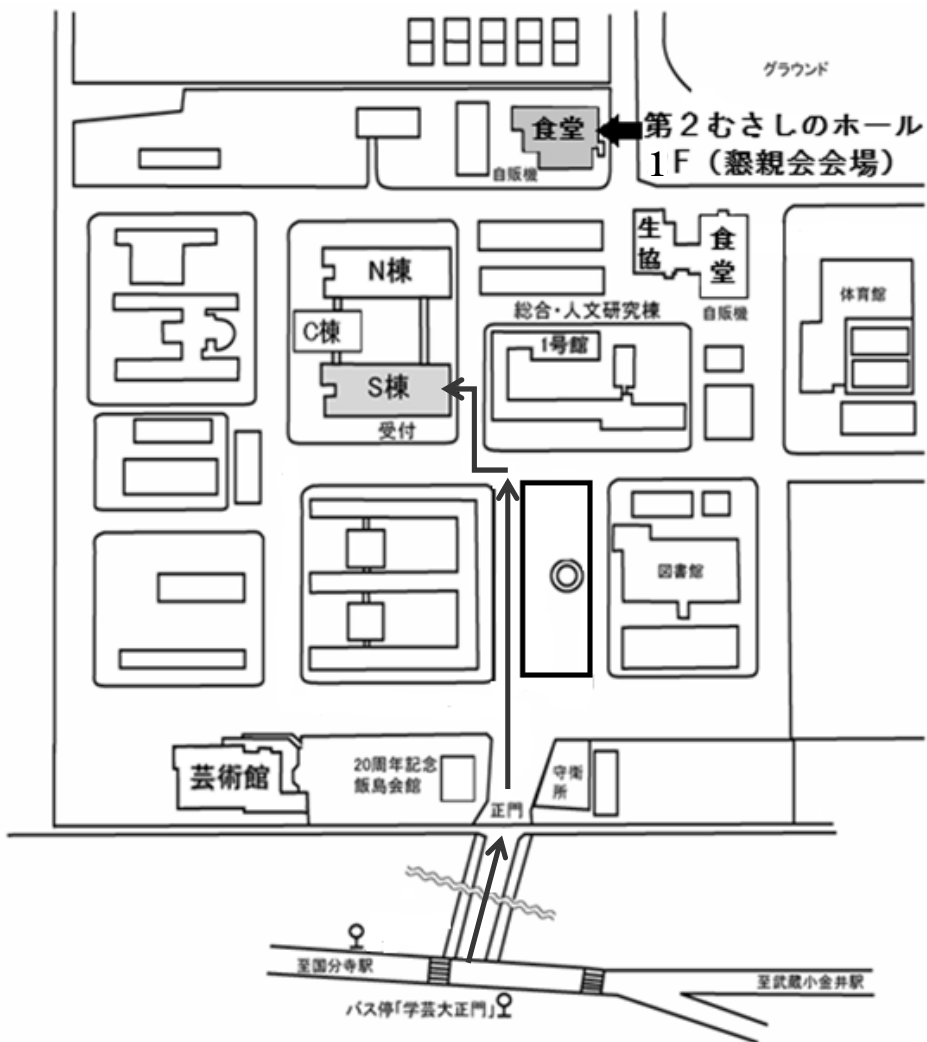 グラウンド
食堂
第2むさしのホール
1F(懇親会会場)
自販機
N棟
C棟
S棟
受付
生協
食堂
自販機
総合・人文研究棟
1号館
体育館
図書館
芸術館
20周年記念
飯島会館
守衛
所
正門
至国分寺駅
至武蔵小金井駅
バス停「学芸大正門」